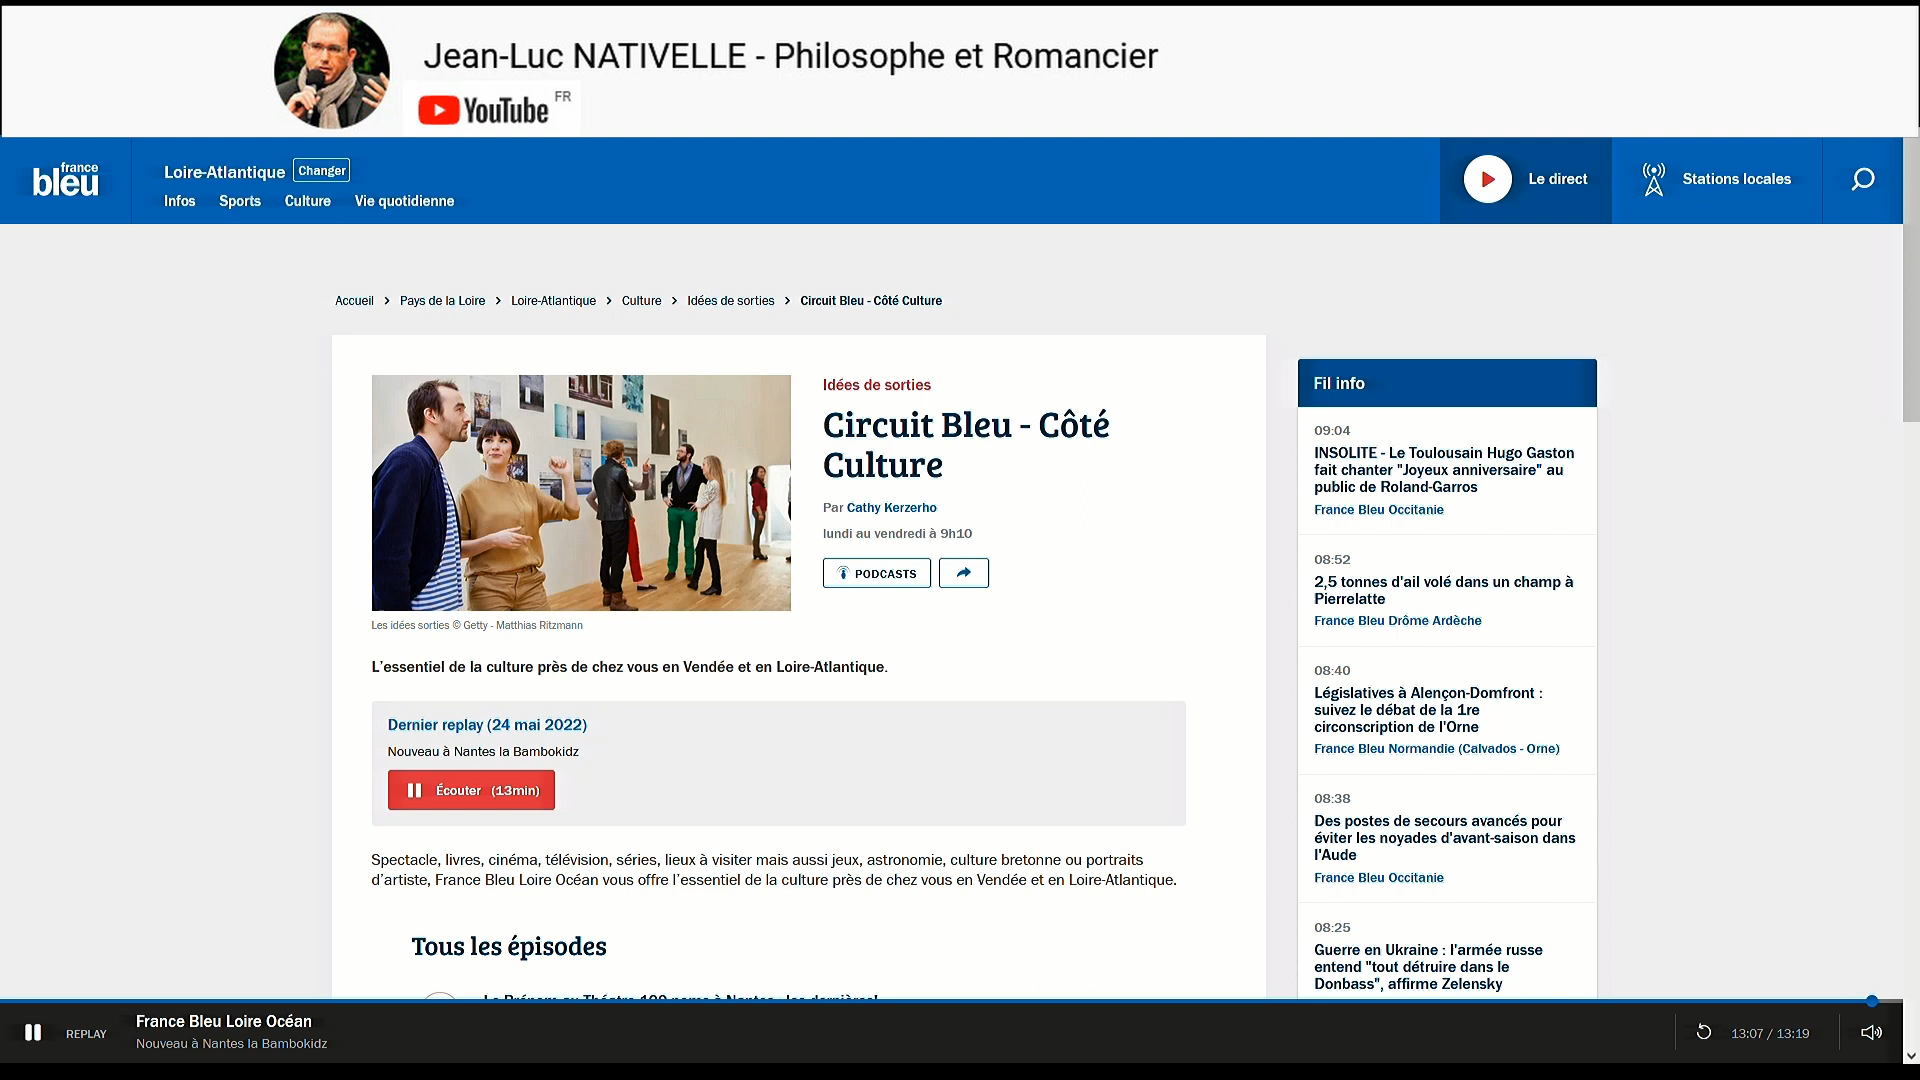 Jean-Luc NATIVELLE - Philosophe et Romancier
YouTube FR
france
bleu
Loire-Atlantique Changer
Infos Sports Culture Vie quotidienne
Le direct
Stations locales
Accueil > Pays de la Loire > Loire-Atlantique > Culture > Idées de sorties > Circuit Bleu - Côté Culture
Idées de sorties
Circuit Bleu - Côté
Culture
Par Cathy Kerzerho
lundi au vendredi à 9h10
PODCASTS
Les idées sorties © Getty - Matthias Ritzmann
L'essentiel de la culture près de chez vous en Vendée et en Loire-Atlantique.
Dernier replay (24 mai 2022)
Nouveau à Nantes la Bambokidz
Écouter (13min)
Spectacle, livres, cinéma, télévision, séries, lieux à visiter mais aussi jeux, astronomie, culture bretonne ou portraits
d'artiste, France Bleu Loire Océan vous offre l'essentiel de la culture près de chez vous en Vendée et en Loire-Atlantique.
Tous les épisodes
Le Prénom au Théatre 100 noms à Nantes , les dernières!
Fil info
09:04
INSOLITE - Le Toulousain Hugo Gaston
fait chanter "Joyeux anniversaire" au
public de Roland-Garros
France Bleu Occitanie
08:52
2,5 tonnes d'ail volé dans un champ à
Pierrelatte
France Bleu Drôme Ardèche
08:40
Législatives à Alençon-Domfront :
suivez le débat de la 1re
circonscription de l'Orne
France Bleu Normandie (Calvados - Orne)
08:38
Des postes de secours avancés pour
éviter les noyades d'avant-saison dans
l'Aude
France Bleu Occitanie
08:25
Guerre en Ukraine : l'armée russe
entend "tout détruire dans le
Donbass", affirme Zelensky
REPLAY
France Bleu Loire Océan
Nouveau à Nantes la Bambokidz
13:07 / 13:19